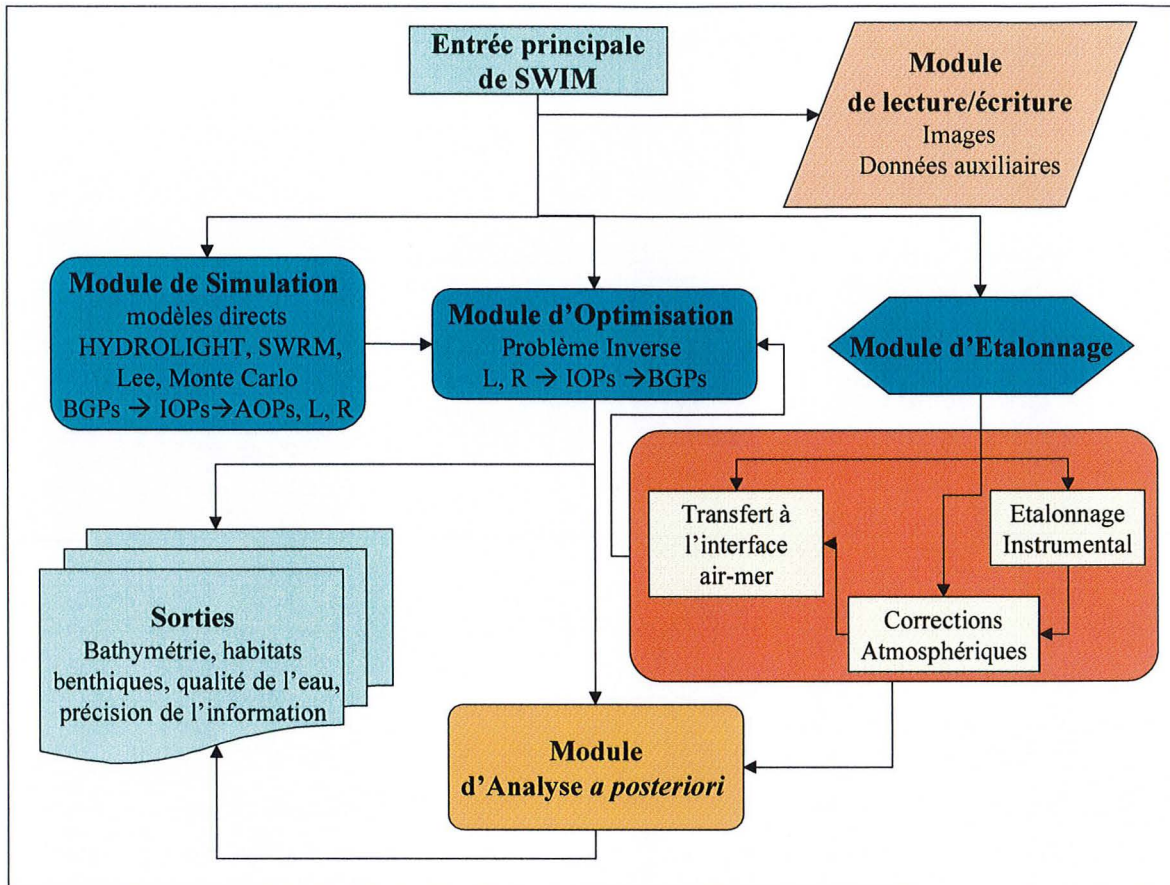 Entrée principale
de SWIM
Module
de lecture/écriture
Images
Données auxiliaires
Module de Simulation
modèles directs
HYDROLIGHT, SWRM,
Lee, Monte Carlo
BGPs → IOPs→AOPs, L, R
Module d'Optimisation
Problème Inverse
L, R → IOPs →BGPs
Module d'Etalonnage
Transfert à
l'interface
air-mer
Etalonnage
Instrumental
Corrections
Atmosphériques
Sorties
Bathymétrie, habitats
benthiques, qualité de l'eau,
précision de l'information
Module
d'Analyse a posteriori